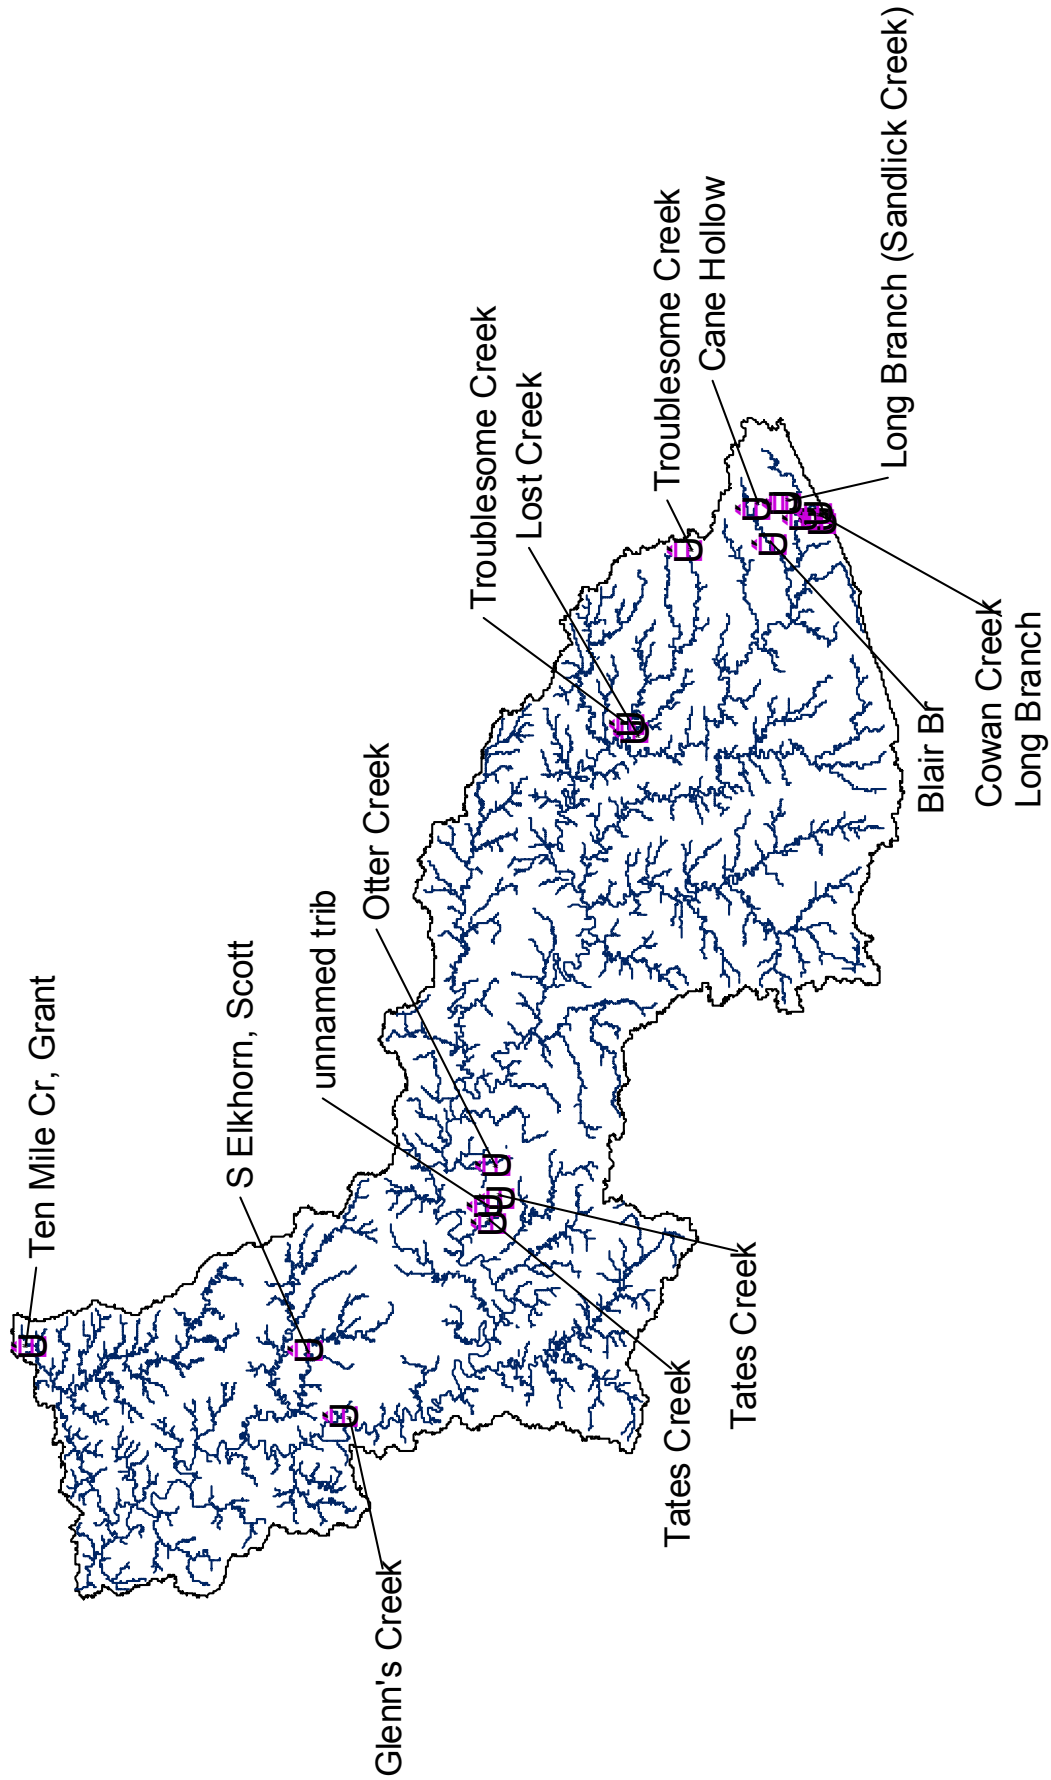 Ten Mile Cr, Grant
S Elkhorn, Scott
unnamed trib
Otter Creek
Troublesome Creek
Lost Creek
Troublesome Creek
Cane Hollow
Long Branch (Sandlick Creek)
Glenn's Creek
Tates Creek
Tates Creek
Blair Br
Cowan Creek
Long Branch